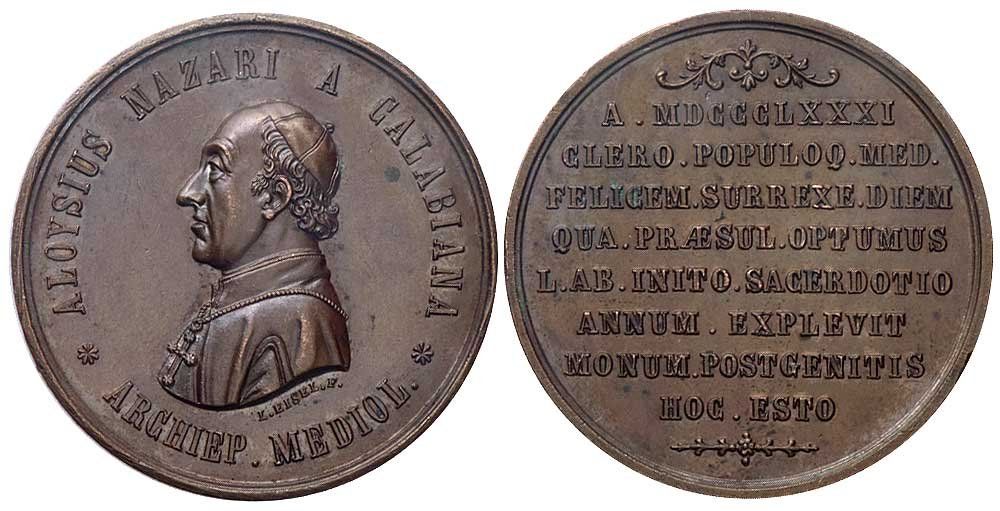 ALOYSIUS NAZARI A CALABIANA
* ARCHIEP. MEDIOL. *
L. EISEL. F.
A . MDCCCLXXXI
CLERO . POPULOQ . MED.
FELICEM . SURREXE . DIEM
QUA . PRÆSUL . OPTUMUS
L . AB . INITO . SACERDOTIO
ANNUM . EXPLEVIT
MONUM . POSTGENITIS
HOC . ESTO